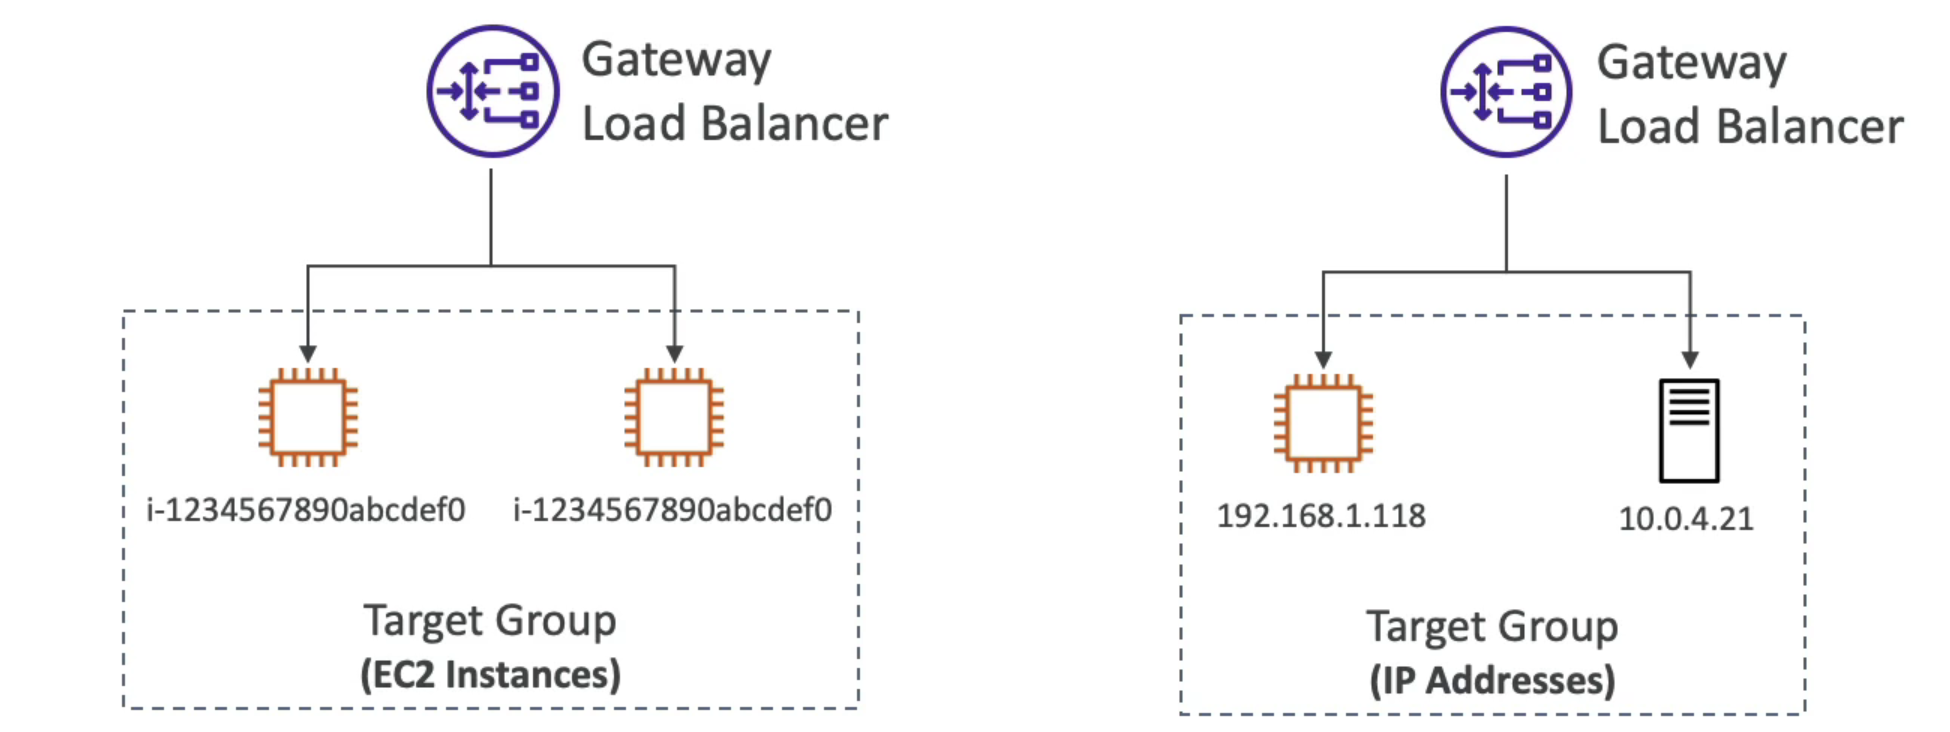 Gateway
Load Balancer
i-1234567890abcdef0
i-1234567890abcdef0
Target Group
(EC2 Instances)
Gateway
Load Balancer
192.168.1.118
10.0.4.21
Target Group
(IP Addresses)